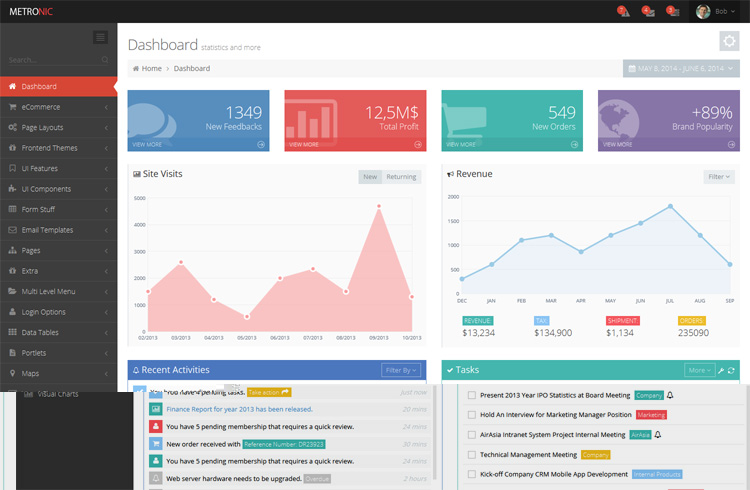 METRONIC
7 4 3 Bob
Search...
Dashboard
eCommerce
Page Layouts
Frontend Themes
UI Features
UI Components
Form Stuff
Email Templates
Pages
Extra
Multi Level Menu
Login Options
Data Tables
Portlets
Maps
Visual Charts
Dashboard statistics and more
Home > Dashboard
MAY 8, 2014 - JUNE 6, 2014
1349
New Feedbacks
VIEW MORE
12,5M$
Total Profit
VIEW MORE
549
New Orders
VIEW MORE
+89%
Brand Popularity
VIEW MORE
Site Visits
New Returning
5000
4000
3000
2000
1000
0
02/2013 03/2013 04/2013 05/2013 06/2013 07/2013 08/2013 09/2013 10/2013
Revenue
Filter
2000
1500
1000
500
0
DEC JAN FEB MAR APR MAY JUN JUL AUG SEP
REVENUE TAX SHIPMENT ORDERS
$13,234 $134,900 $1,134 235090
Recent Activities
Filter By
You have 4 pending tasks. Take action Just now
Finance Report for year 2013 has been released. 20 mins
You have 5 pending membership that requires a quick review. 24 mins
New order received with Reference Number: DR23923 30 mins
You have 5 pending membership that requires a quick review. 24 mins
Web server hardware needs to be upgraded. Overdue 2 hours
Tasks
More
Present 2013 Year IPO Statistics at Board Meeting Company
Hold An Interview for Marketing Manager Position Marketing
AirAsia Intranet System Project Internal Meeting AirAsia
Technical Management Meeting Company
Kick-off Company CRM Mobile App Development Internal Products